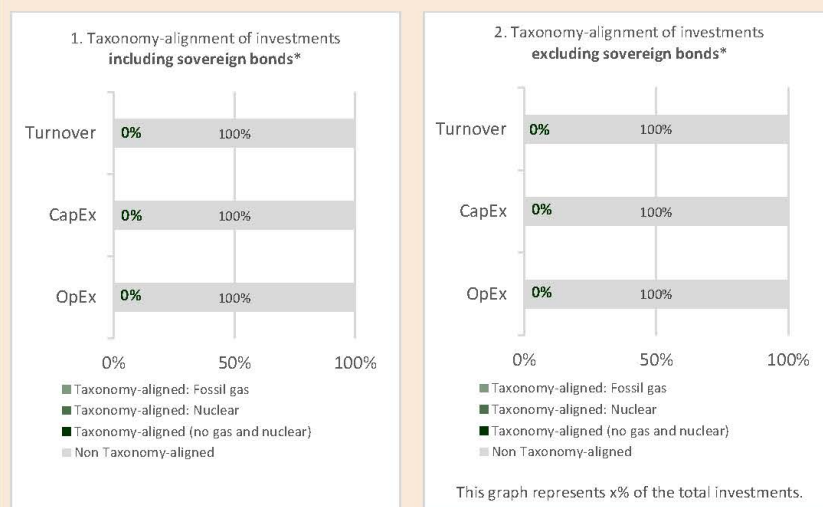 1. Taxonomy-alignment of investments
including sovereign bonds*
Turnover 0% 100%
CapEx 0% 100%
OpEx 0% 100%
0% 50% 100%
Taxonomy-aligned: Fossil gas
Taxonomy-aligned: Nuclear
Taxonomy-aligned (no gas and nuclear)
Non Taxonomy-aligned
2. Taxonomy-alignment of investments
excluding sovereign bonds*
Turnover 0% 100%
CapEx 0% 100%
OpEx 0% 100%
0% 50% 100%
Taxonomy-aligned: Fossil gas
Taxonomy-aligned: Nuclear
Taxonomy-aligned (no gas and nuclear)
Non Taxonomy-aligned
This graph represents x% of the total investments.